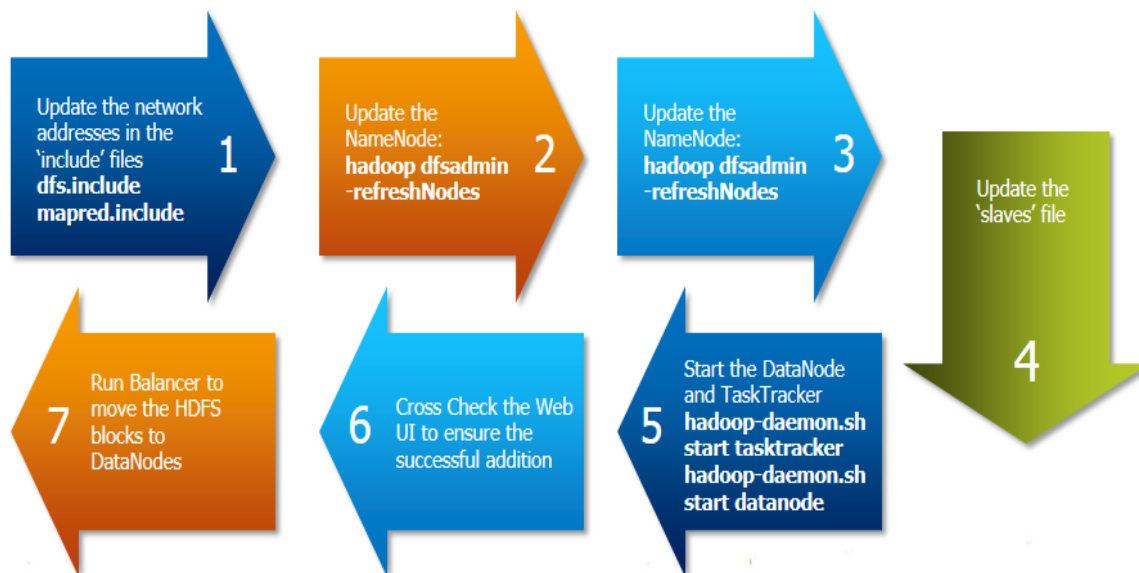 Update the network
addresses in the
‘include’ files
dfs.include
mapred.include
1
Update the
NameNode:
hadoop dfsadmin
-refreshNodes
2
Update the
NameNode:
hadoop dfsadmin
-refreshNodes
3
Update the
‘slaves’ file
4
Start the DataNode
and TaskTracker
hadoop-daemon.sh
start tasktracker
hadoop-daemon.sh
start datanode
5
Cross Check the Web
UI to ensure the
successful addition
6
Run Balancer to
move the HDFS
blocks to
DataNodes
7